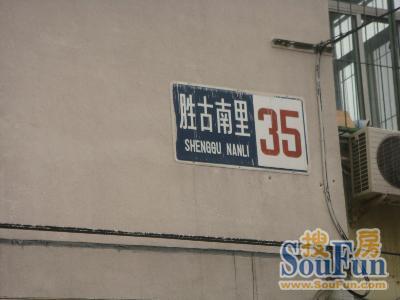 胜古南里
SHENGGU NANLI
35
搜房
SouFun
www.SouFun.com